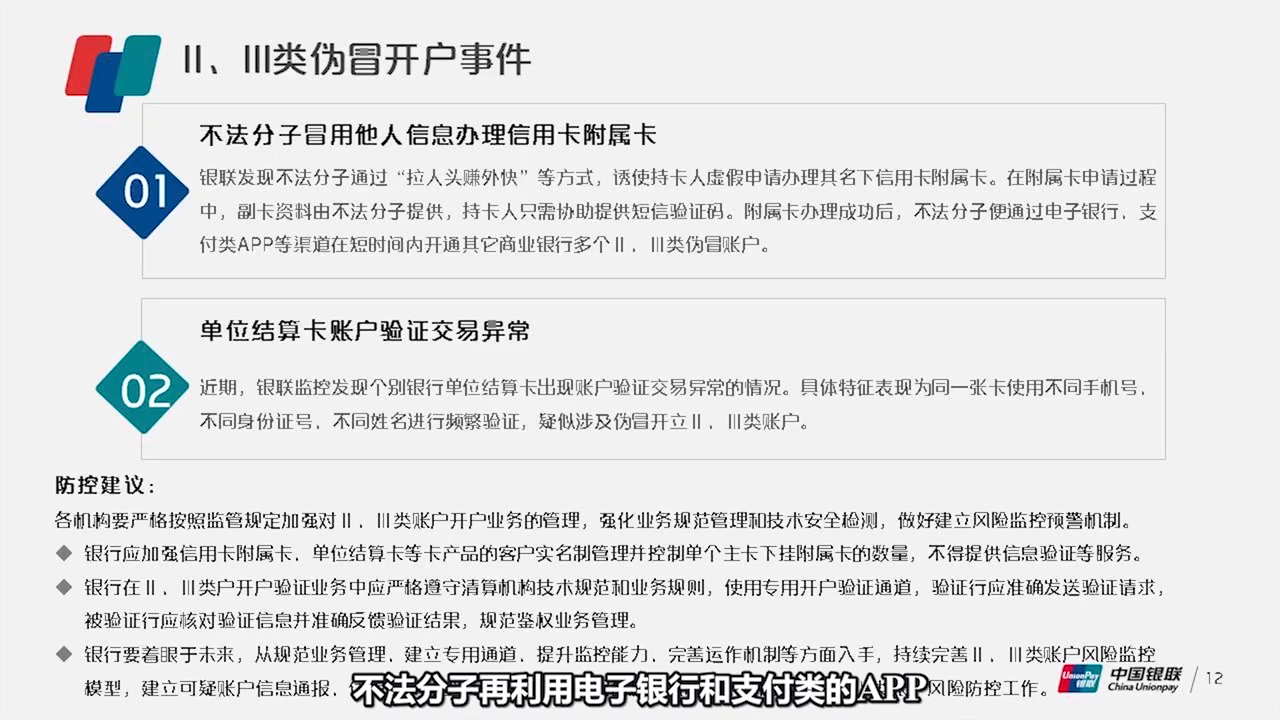 II、III类伪冒开户事件
01
不法分子冒用他人信息办理信用卡附属卡
银联发现不法分子通过“拉人头赚外快”等方式，诱使持卡人虚假申请办理其名下信用卡附属卡。在附属卡申请过程
中，副卡资料由不法分子提供，持卡人只需协助提供短信验证码。附属卡办理成功后，不法分子便通过电子银行、支
付类APP等渠道在短时间内开通其它商业银行多个II、III类伪冒账户。
02
单位结算卡账户验证交易异常
近期，银联监控发现个别银行单位结算卡出现账户验证交易异常的情况。具体特征表现为同一张卡使用不同手机号、
不同身份证号、不同姓名进行频繁验证，疑似涉及伪冒开立II、III类账户。
防控建议：
各机构要严格按照监管规定加强对II、III类账户开户业务的管理，强化业务规范管理和技术安全检测，做好建立风险监控预警机制。
◆ 银行应加强信用卡附属卡、单位结算卡等卡产品的客户实名制管理并控制单个主卡下挂附属卡的数量，不得提供信息验证等服务。
◆ 银行在II、III类户开户验证业务中应严格遵守清算机构技术规范和业务规则，使用专用开户验证通道，验证行应准确发送验证请求，
被验证行应核对验证信息并准确反馈验证结果，规范鉴权业务管理。
◆ 银行要着眼于未来，从规范业务管理、建立专用通道、提升监控能力、完善运作机制等方面入手，持续完善II、III类账户风险监控
模型，建立可疑账户信息通报、
风险防控工作。
不法分子再利用电子银行和支付类的APP
UnionPay
银联
中国银联
China Unionpay
12